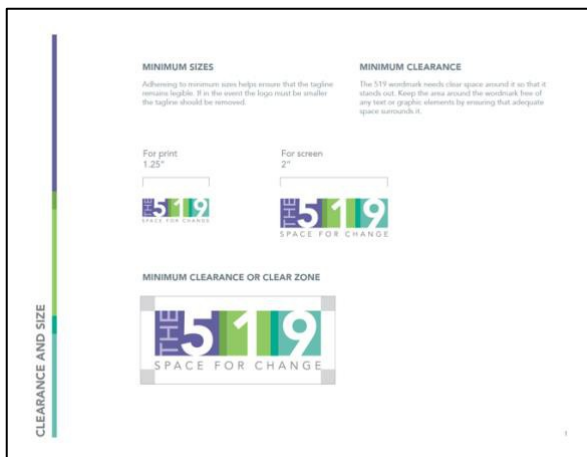 MINIMUM SIZES
Adhereing to minimum sizes helps ensure that the tagline
remains legible. If in the event the logo must be smaller
the tagline should be removed.
MINIMUM CLEARANCE
The 519 wordmark needs clear space around it so that it
stands out. Keep the area around the wordmark free of
any text or graphic elements by ensuring that adequate
space surrounds it.
For print
1.25"
For screen
2"
THE 519
SPACE FOR CHANGE
THE 519
SPACE FOR CHANGE
MINIMUM CLEARANCE OR CLEAR ZONE
THE 519
SPACE FOR CHANGE
CLEARANCE AND SIZE